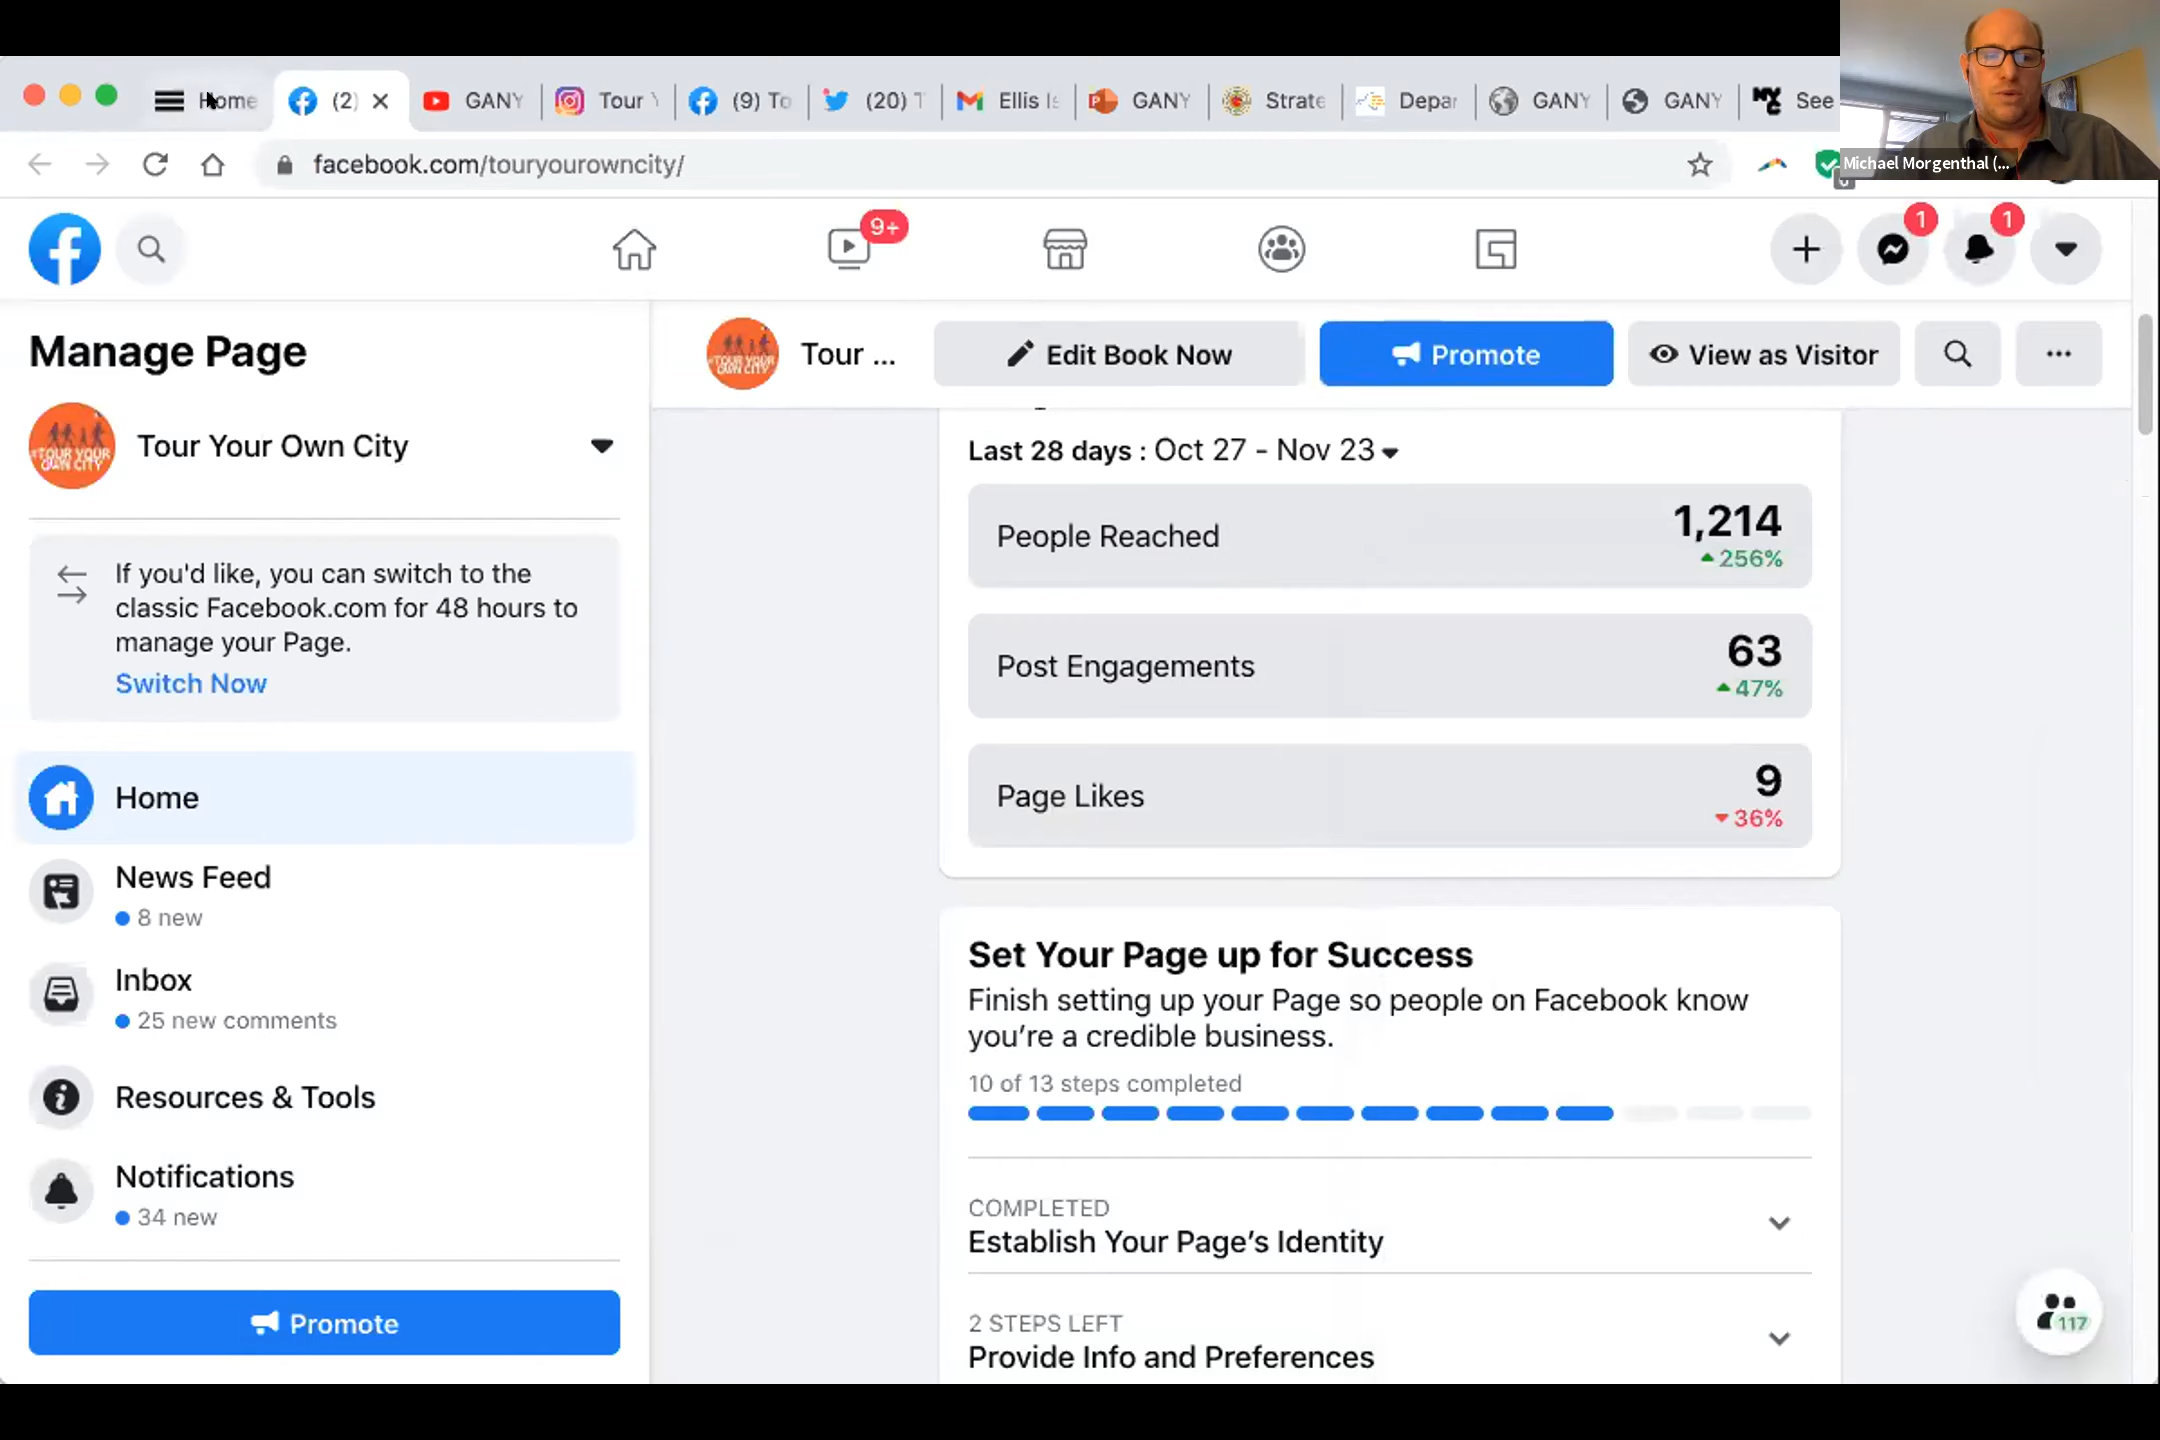 Home
(2)
GANY
Tour Y
(9) To
(20) T
Ellis Is
GANY
Strate
Depar
GANY
GANY
See
Michael Morgenthal (...
facebook.com/touryourowncity/
9+
1
1
Manage Page
Tour ...
Edit Book Now
Promote
View as Visitor
TOUR YOUR
OWN CITY
Tour Your Own City
If you'd like, you can switch to the
classic Facebook.com for 48 hours to
manage your Page.
Switch Now
Home
News Feed
8 new
Inbox
25 new comments
Resources & Tools
Notifications
34 new
Promote
Last 28 days : Oct 27 - Nov 23
People Reached
1,214
256%
Post Engagements
63
47%
Page Likes
9
36%
Set Your Page up for Success
Finish setting up your Page so people on Facebook know
you’re a credible business.
10 of 13 steps completed
COMPLETED
Establish Your Page’s Identity
2 STEPS LEFT
Provide Info and Preferences
117